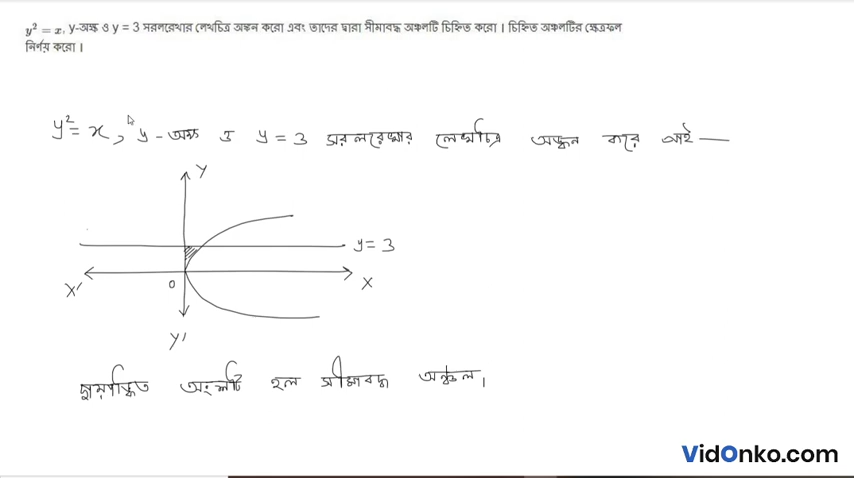 y² = x, y-অক্ষ ও y = 3 সরলরেখার লেখচিত্র অঙ্কন করো এবং তাদের দ্বারা সীমাবদ্ধ অঞ্চলটি চিহ্নিত করো। চিহ্নিত অঞ্চলটির ক্ষেত্রফল
নির্ণয় করো।
y² = x, y - অক্ষ ও y = 3 সরলরেখার লেখচিত্র অঙ্কন করে পাই —
Y
y = 3
X' O X
Y'
ছায়াঙ্কিত অংশটি হল সীমাবদ্ধ অঞ্চল।
VidOnko.com